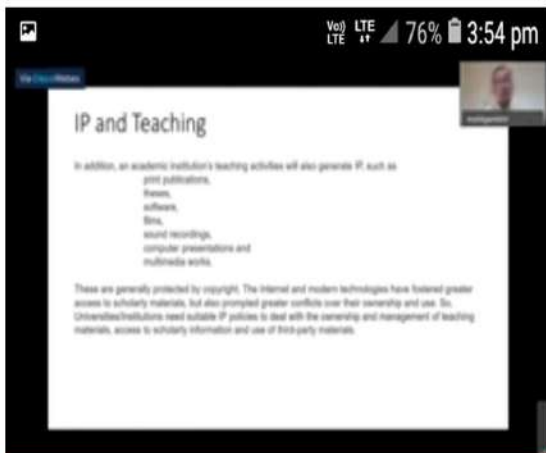 Vo)) LTE LTE 76% 3:54 pm
Via
IP and Teaching
In addition, an academic institution's teaching activities will also generate IP, such as
print publications,
theses,
software,
films,
sound recordings,
computer presentations and
multimedia works.
These are generally protected by copyright. The Internet and modern technologies have fostered greater
access to scholarly materials, but also prompted greater conflicts over their ownership and use. So,
Universities/Institutions need suitable IP policies to deal with the ownership and management of teaching
materials, access to scholarly information and use of third-party materials.